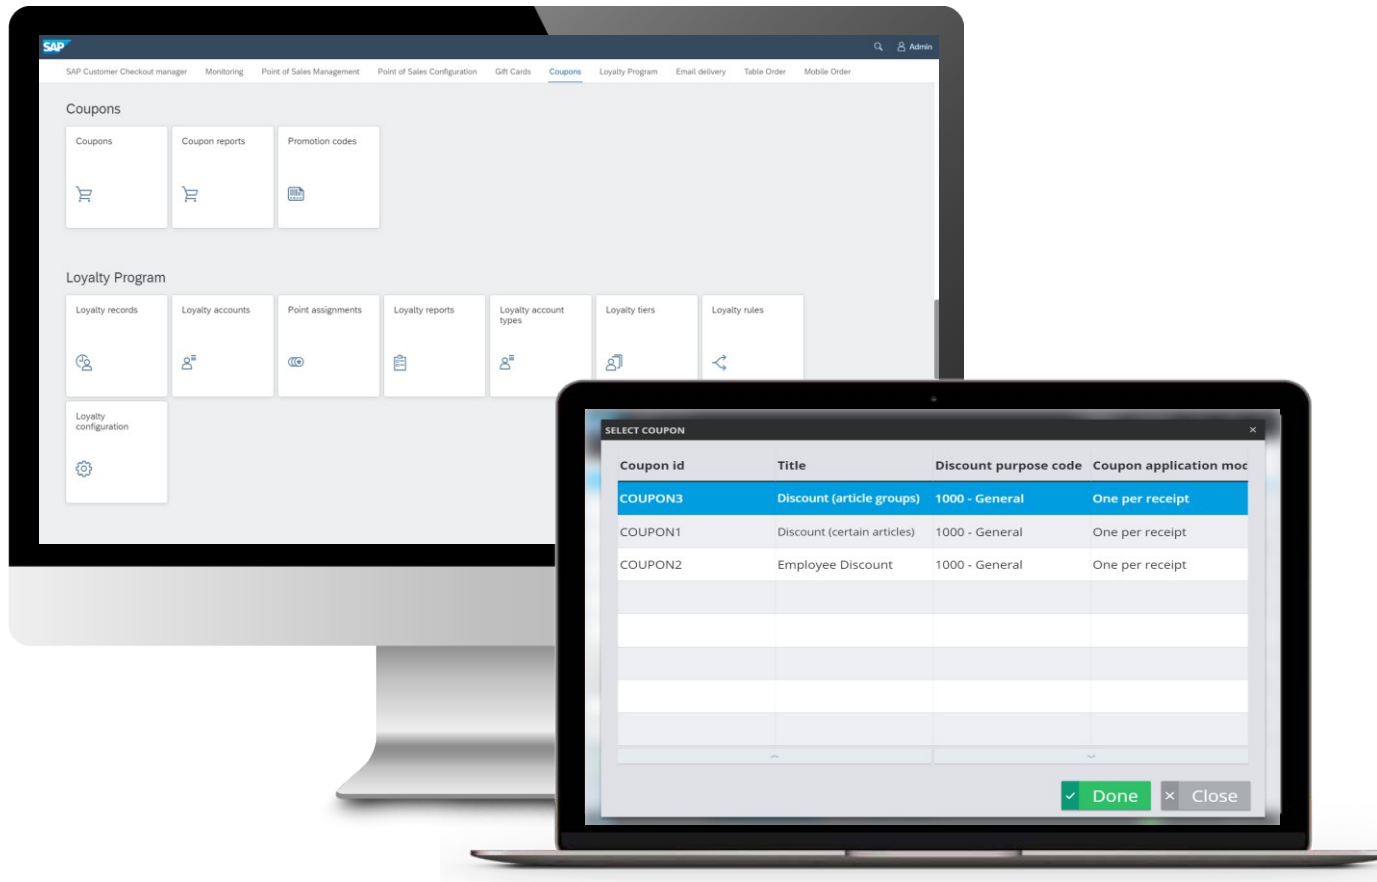 SAP
Admin
SAP Customer Checkout manager Monitoring Point of Sales Management Point of Sales Configuration Gift Cards Coupons Loyalty Program Email delivery Table Order Mobile Order
Coupons
Coupons Coupon reports Promotion codes
Loyalty Program
Loyalty records Loyalty accounts Point assignments Loyalty reports Loyalty account Loyalty tiers Loyalty rules
types
Loyalty
configuration
SELECT COUPON
Coupon id Title Discount purpose code Coupon application moc
COUPON3 Discount (article groups) 1000 - General One per receipt
COUPON1 Discount (certain articles) 1000 - General One per receipt
COUPON2 Employee Discount 1000 - General One per receipt
Done Close